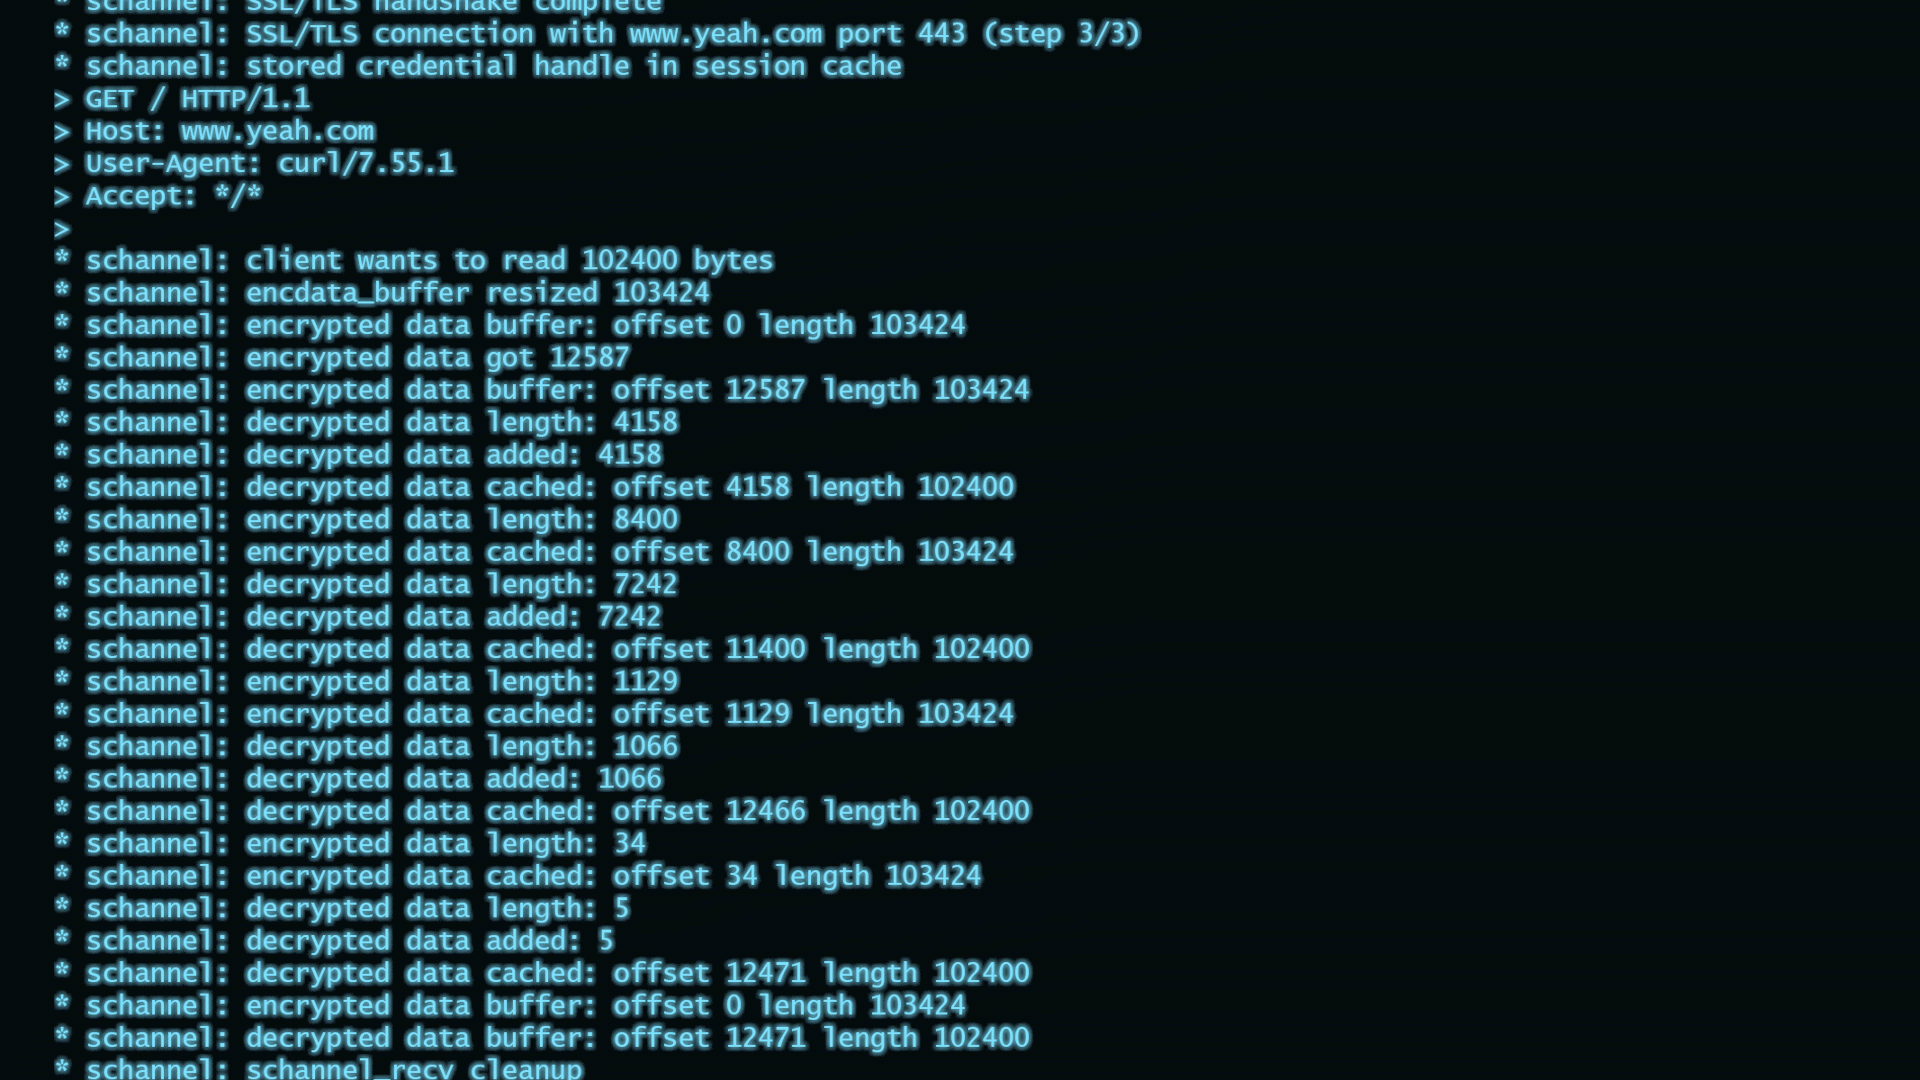 * schannel: SSL/TLS handshake complete
* schannel: SSL/TLS connection with www.yeah.com port 443 (step 3/3)
* schannel: stored credential handle in session cache
> GET / HTTP/1.1
> Host: www.yeah.com
> User-Agent: curl/7.55.1
> Accept: */*
>
* schannel: client wants to read 102400 bytes
* schannel: encdata_buffer resized 103424
* schannel: encrypted data buffer: offset 0 length 103424
* schannel: encrypted data got 12587
* schannel: encrypted data buffer: offset 12587 length 103424
* schannel: decrypted data length: 4158
* schannel: decrypted data added: 4158
* schannel: decrypted data cached: offset 4158 length 102400
* schannel: encrypted data length: 8400
* schannel: encrypted data cached: offset 8400 length 103424
* schannel: decrypted data length: 7242
* schannel: decrypted data added: 7242
* schannel: decrypted data cached: offset 11400 length 102400
* schannel: encrypted data length: 1129
* schannel: encrypted data cached: offset 1129 length 103424
* schannel: decrypted data length: 1066
* schannel: decrypted data added: 1066
* schannel: decrypted data cached: offset 12466 length 102400
* schannel: encrypted data length: 34
* schannel: encrypted data cached: offset 34 length 103424
* schannel: decrypted data length: 5
* schannel: decrypted data added: 5
* schannel: decrypted data cached: offset 12471 length 102400
* schannel: encrypted data buffer: offset 0 length 103424
* schannel: decrypted data buffer: offset 12471 length 102400
* schannel: schannel_recv cleanup